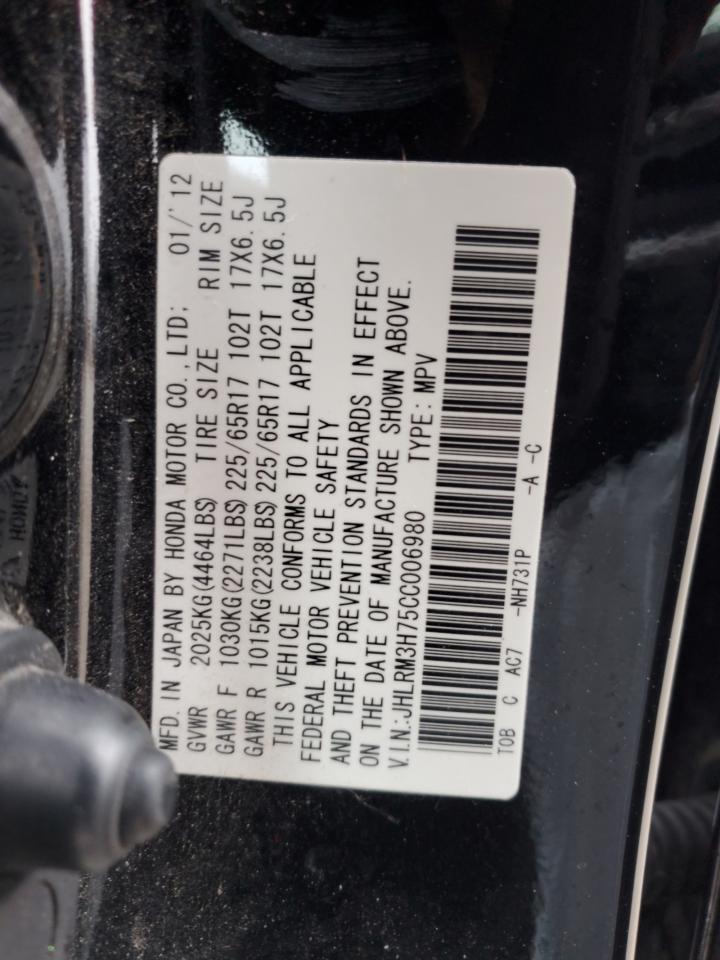 MFD. IN JAPAN BY HONDA MOTOR CO., LTD: 01/'12
GVWR 2025KG(4464LBS) TIRE SIZE RIM SIZE
GAWR F 1030KG(2271LBS) 225/65R17 102T 17X6.5J
GAWR R 1015KG(2238LBS) 225/65R17 102T 17X6.5J
THIS VEHICLE CONFORMS TO ALL APPLICABLE
FEDERAL MOTOR VEHICLE SAFETY
AND THEFT PREVENTION STANDARDS IN EFFECT
ON THE DATE OF MANUFACTURE SHOWN ABOVE.
V.I.N.:JHLRM3H75CC006980 TYPE: MPV
T0B C AC7 -NH731P -A -C